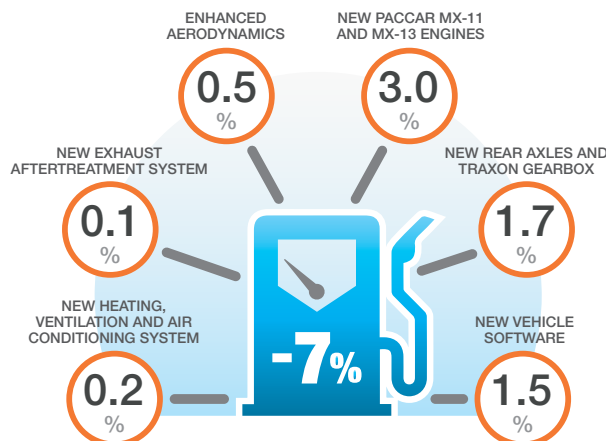 ENHANCED
AERODYNAMICS
0.5
%
NEW PACCAR MX-11
AND MX-13 ENGINES
3.0
%
NEW EXHAUST
AFTERTREATMENT SYSTEM
0.1
%
NEW REAR AXLES AND
TRAXON GEARBOX
1.7
%
NEW HEATING,
VENTILATION AND AIR
CONDITIONING SYSTEM
0.2
%
-7%
NEW VEHICLE
SOFTWARE
1.5
%